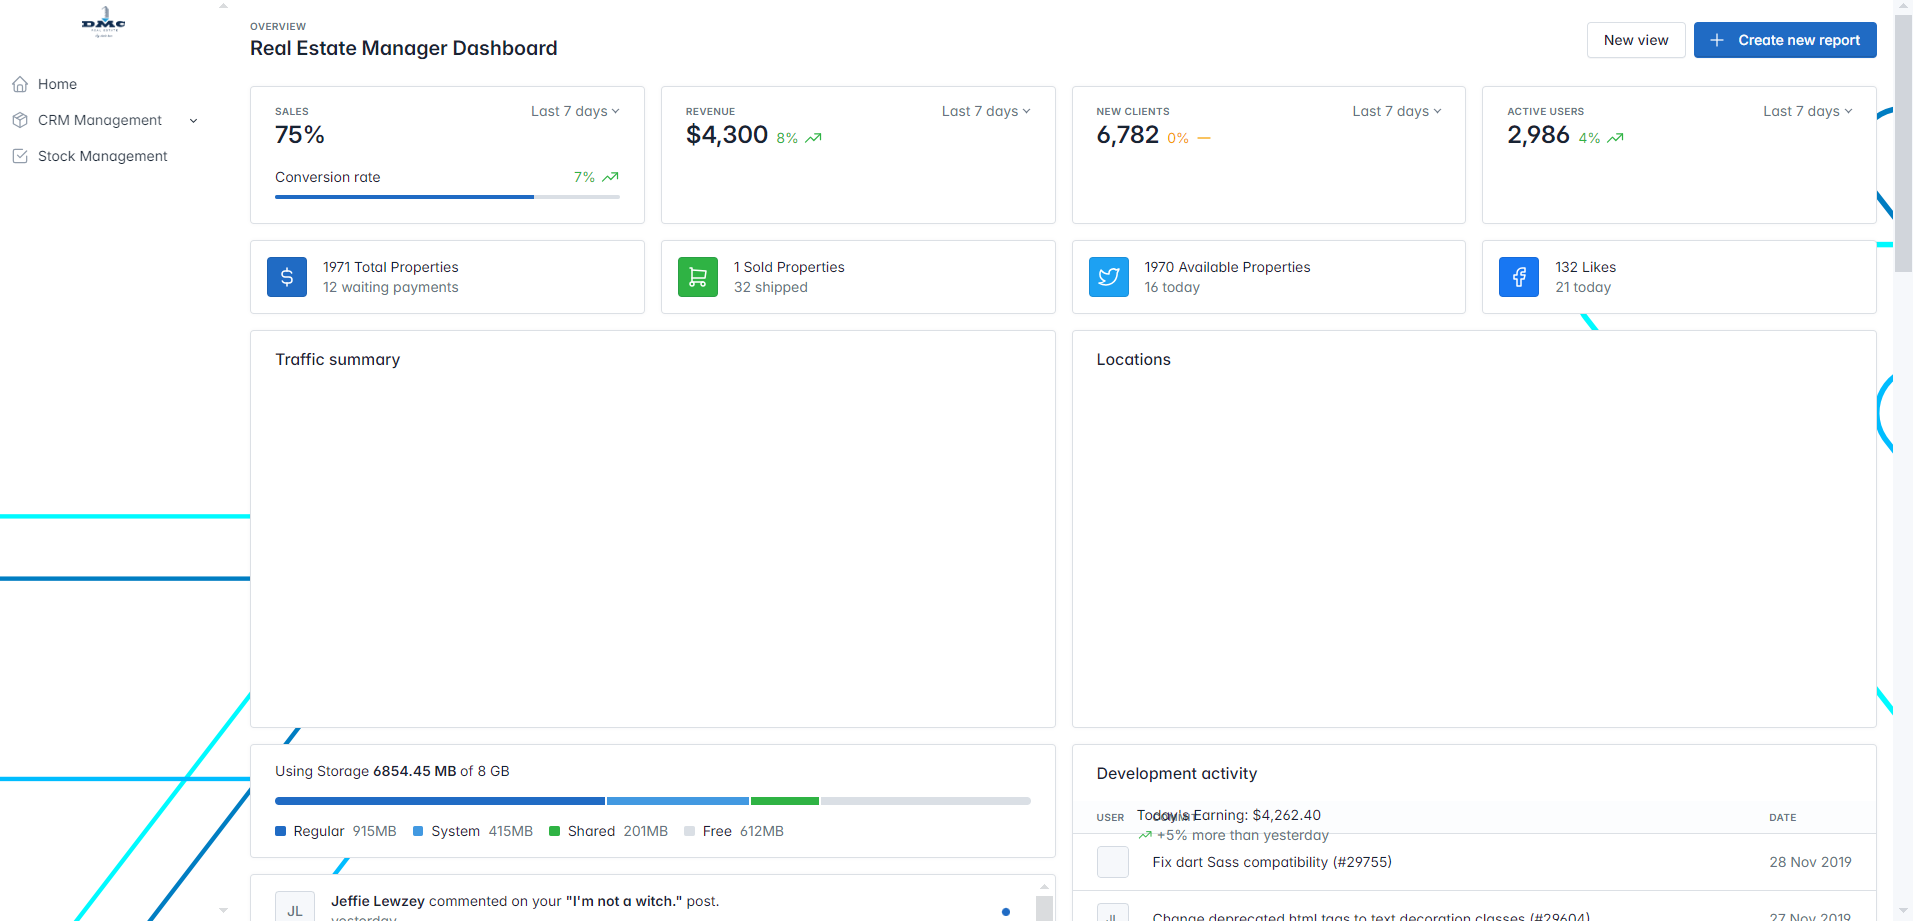 DMC
REAL ESTATE
Home
CRM Management
Stock Management
OVERVIEW
Real Estate Manager Dashboard
New view
Create new report
SALES
Last 7 days
75%
Conversion rate
7%
REVENUE
Last 7 days
$4,300 8%
NEW CLIENTS
Last 7 days
6,782 0%
ACTIVE USERS
Last 7 days
2,986 4%
1971 Total Properties
12 waiting payments
1 Sold Properties
32 shipped
1970 Available Properties
16 today
132 Likes
21 today
Traffic summary
Locations
Using Storage 6854.45 MB of 8 GB
Regular 915MB System 415MB Shared 201MB Free 612MB
JL
Jeffie Lewzey commented on your "I'm not a witch." post.
yesterday
Development activity
USER COMMIT DATE
Today's Earning: $4,262.40
+5% more than yesterday
Fix dart Sass compatibility (#29755) 28 Nov 2019
JL Change deprecated html tags to text decoration classes (#29604) 27 Nov 2019